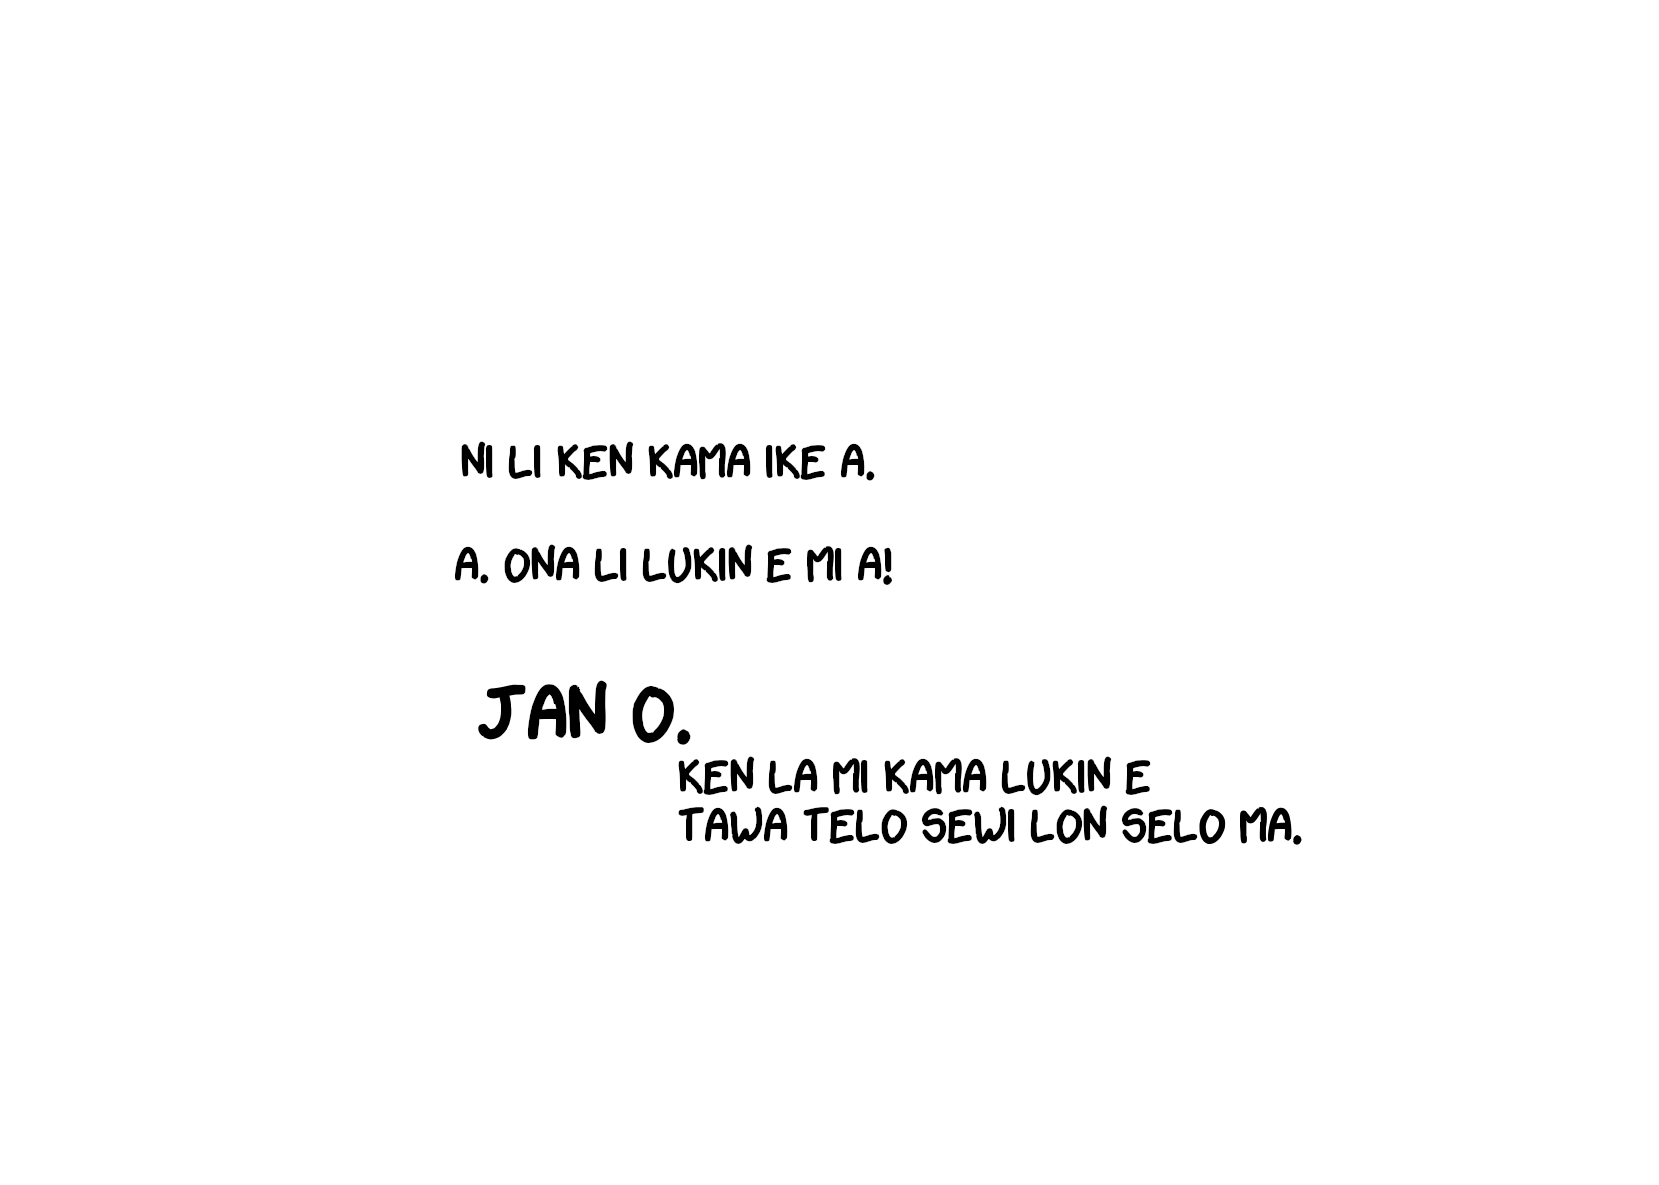 NI LI KEN KAMA IKE A.
A. ONA LI LUKIN E MI A!
JAN O.
KEN LA MI KAMA LUKIN E
TAWA TELO SEWI LON SELO MA.